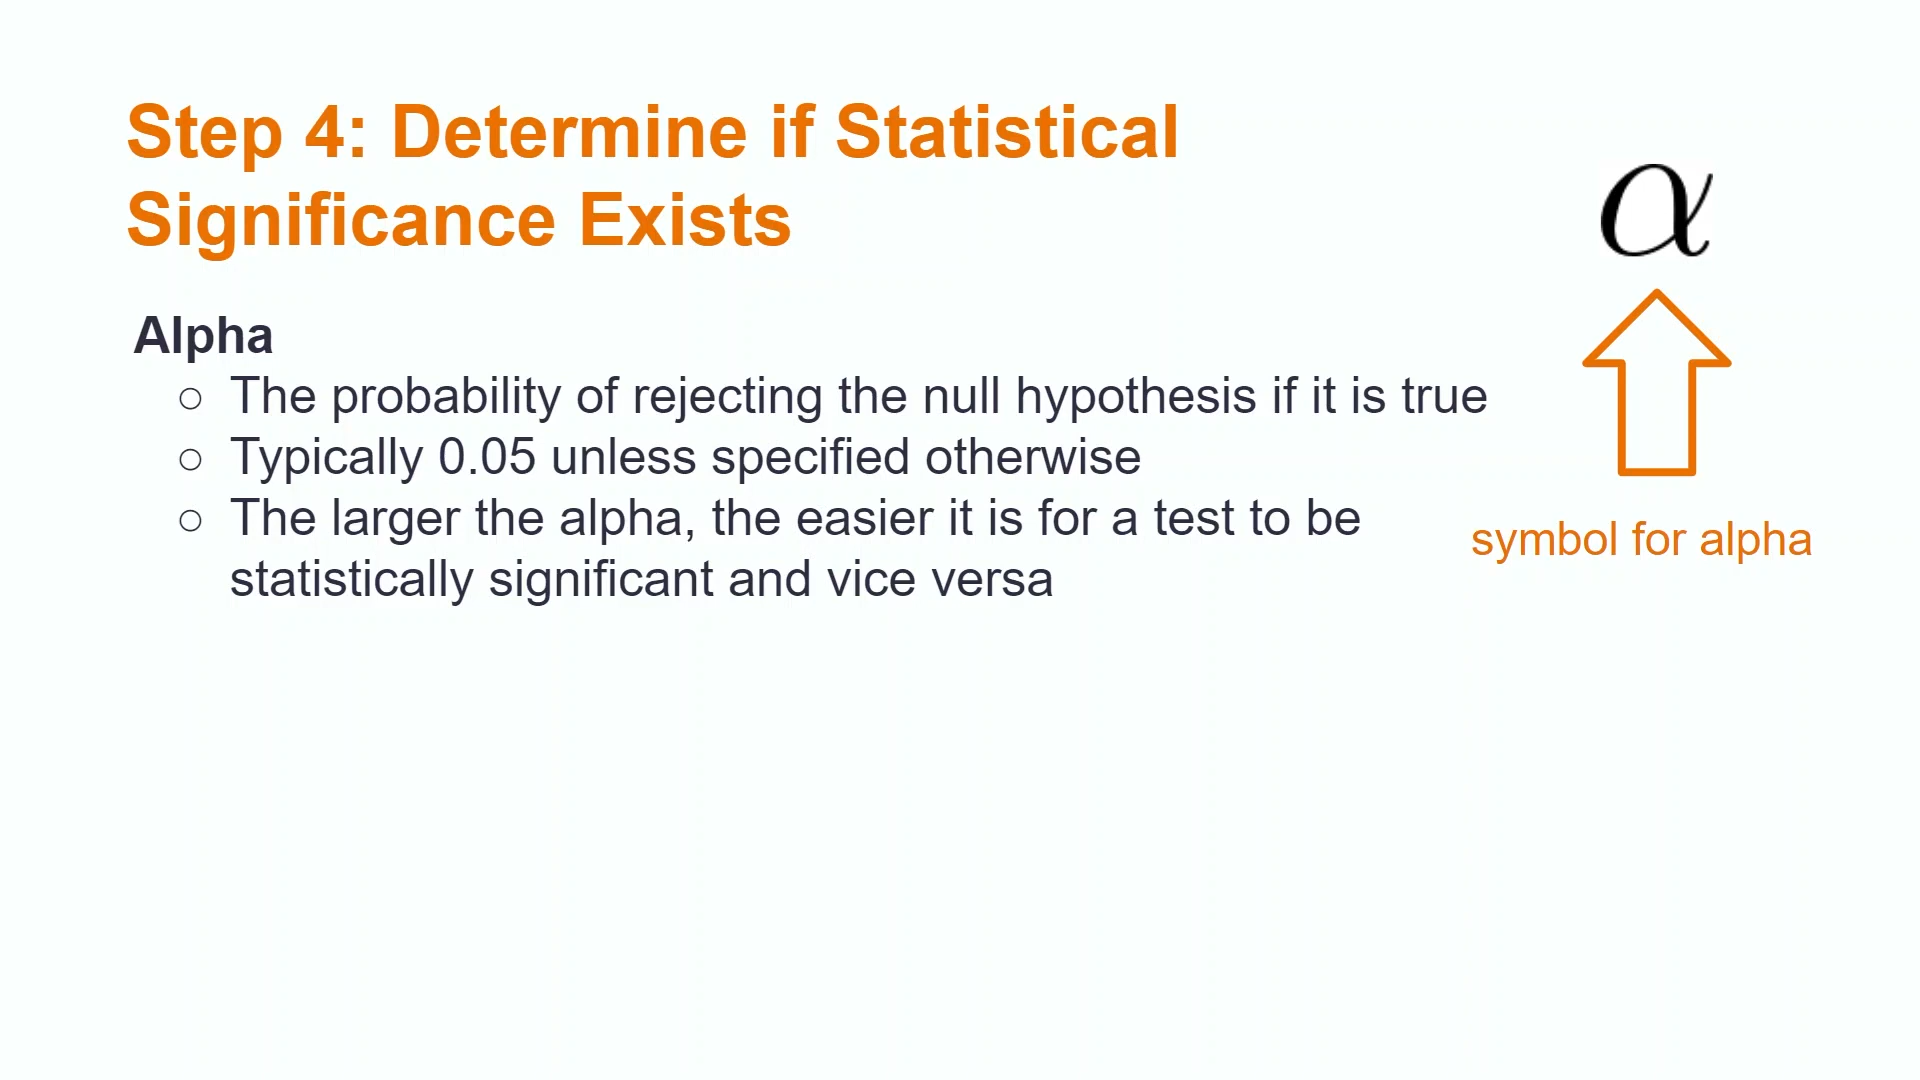 Step 4: Determine if Statistical
Significance Exists
α
Alpha
○ The probability of rejecting the null hypothesis if it is true
○ Typically 0.05 unless specified otherwise
○ The larger the alpha, the easier it is for a test to be
statistically significant and vice versa
symbol for alpha